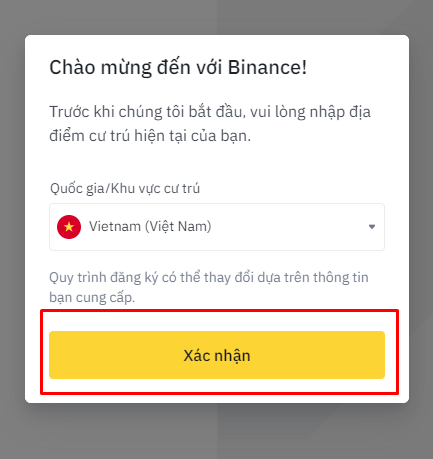 Chào mừng đến với Binance!
Trước khi chúng tôi bắt đầu, vui lòng nhập địa
điểm cư trú hiện tại của bạn.
Quốc gia/Khu vực cư trú
Vietnam (Việt Nam)
Quy trình đăng ký có thể thay đổi dựa trên thông tin
bạn cung cấp.
Xác nhận